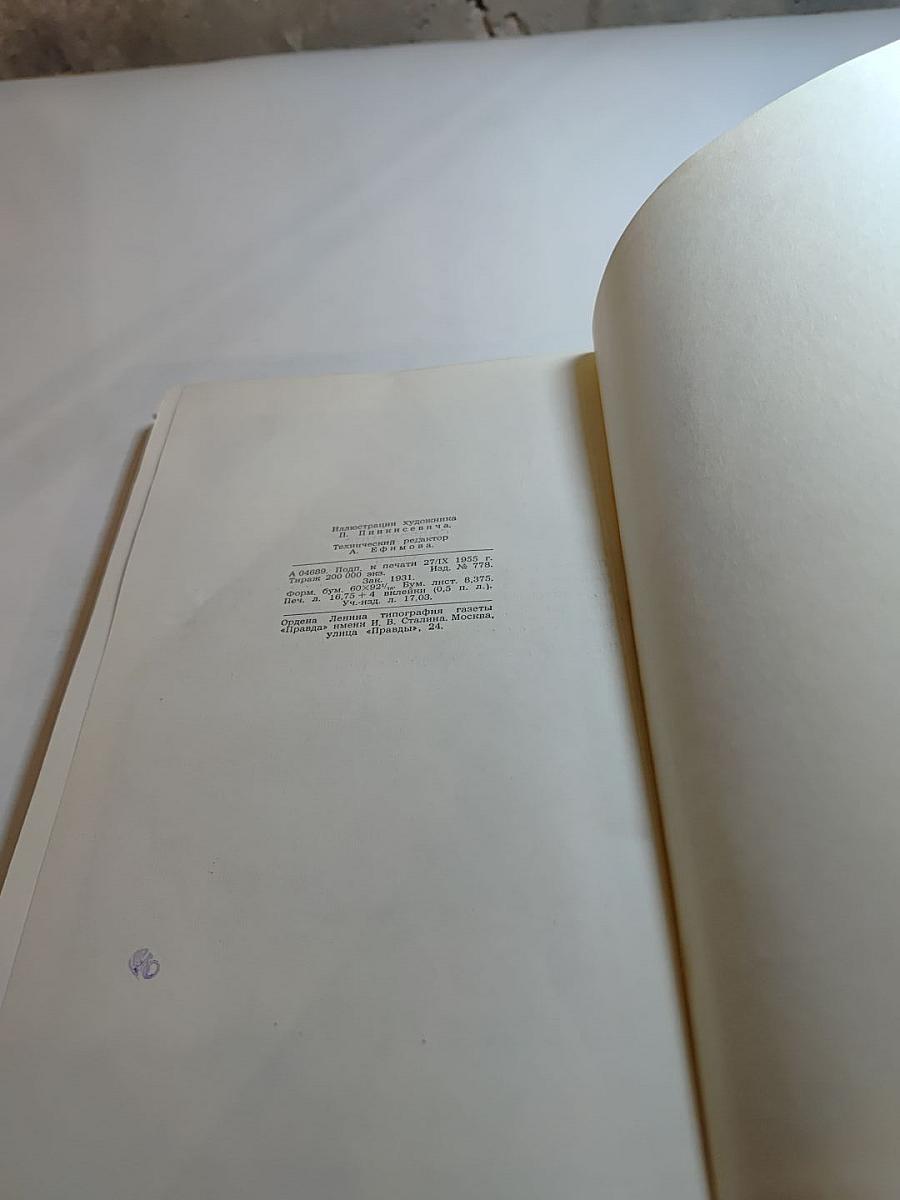 Иллюстрации художника
П. Пинкисевича.
Технический редактор
А. Ефимова.
А 04689. Подп. к печати 27/IX 1955 г.
Тираж 200 000 экз. Изд. № 778.
Зак. 1931.
Форм. бум. 60×92¹/₁₆. Бум. лист. 8,375.
Печ. л. 16,75 + 4 вклейки (0,5 п. л.).
Уч.-изд. л. 17,03.
Ордена Ленина типография газеты
«Правда» имени И. В. Сталина. Москва,
улица «Правды», 24.